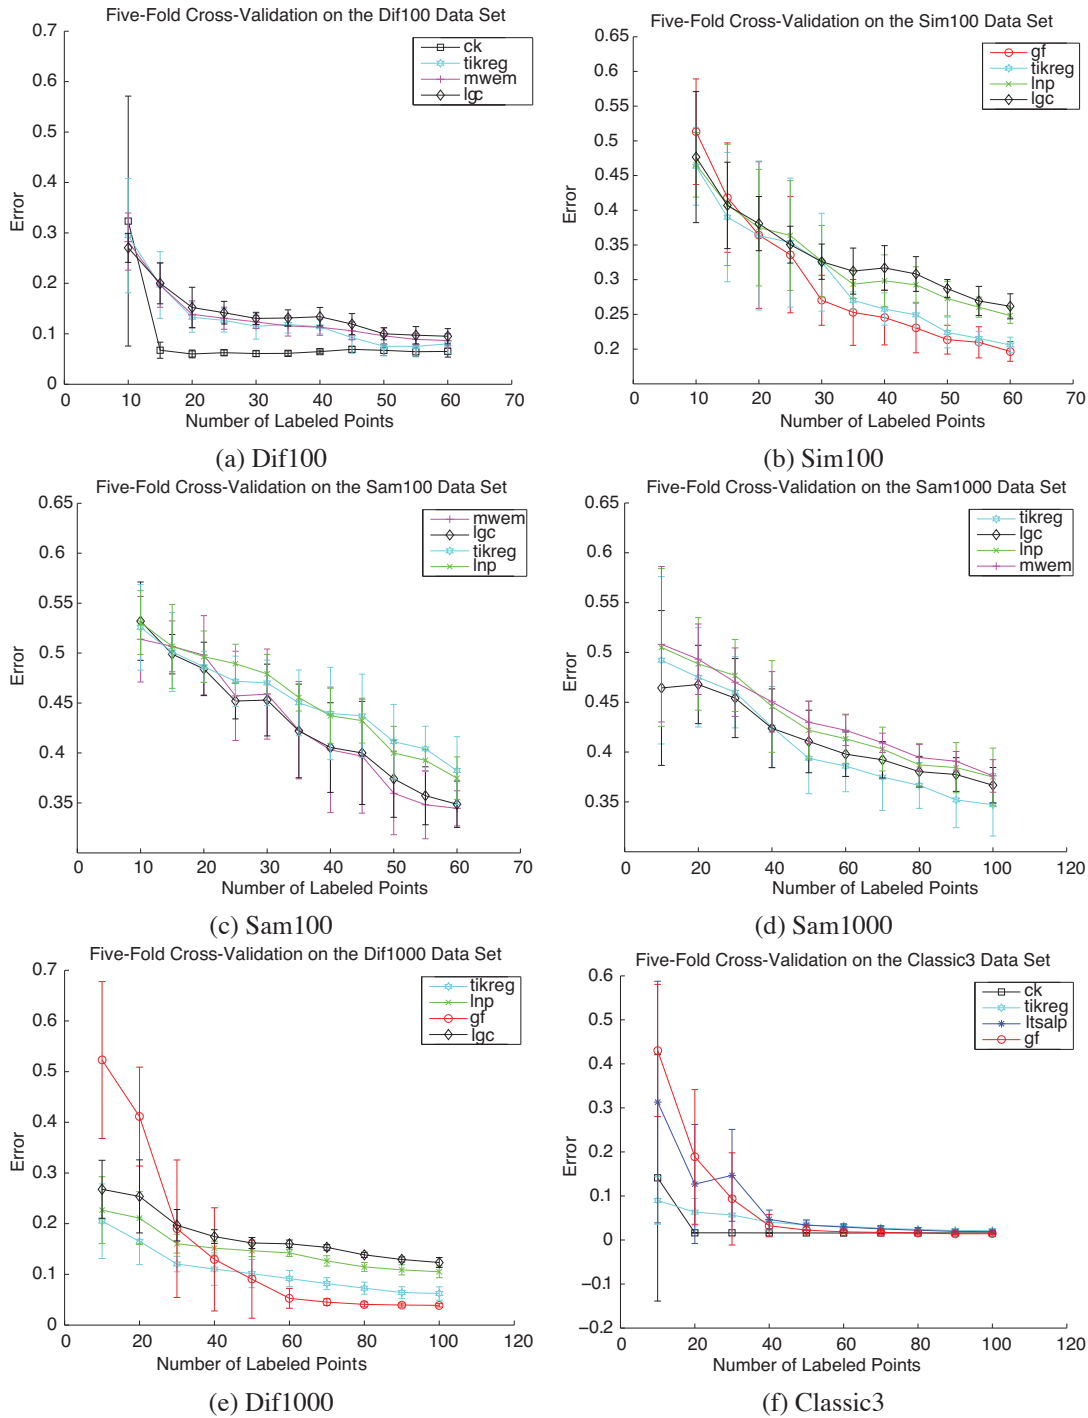 Five-Fold Cross-Validation on the Dif100 Data Set
0.7
0.6
0.5
0.4
0.3
0.2
0.1
0
Error
ck
tikreg
mwem
lgc
0 10 20 30 40 50 60 70
Number of Labeled Points
(a) Dif100
Five-Fold Cross-Validation on the Sim100 Data Set
0.65
0.6
0.55
0.5
0.45
0.4
0.35
0.3
0.25
0.2
Error
gf
tikreg
lnp
lgc
0 10 20 30 40 50 60 70
Number of Labeled Points
(b) Sim100
Five-Fold Cross-Validation on the Sam100 Data Set
0.65
0.6
0.55
0.5
0.45
0.4
0.35
Error
mwem
lgc
tikreg
lnp
0 10 20 30 40 50 60 70
Number of Labeled Points
(c) Sam100
Five-Fold Cross-Validation on the Sam1000 Data Set
0.65
0.6
0.55
0.5
0.45
0.4
0.35
Error
tikreg
lgc
lnp
mwem
0 20 40 60 80 100 120
Number of Labeled Points
(d) Sam1000
Five-Fold Cross-Validation on the Dif1000 Data Set
0.7
0.6
0.5
0.4
0.3
0.2
0.1
0
Error
tikreg
lnp
gf
lgc
0 20 40 60 80 100 120
Number of Labeled Points
(e) Dif1000
Five-Fold Cross-Validation on the Classic3 Data Set
0.6
0.5
0.4
0.3
0.2
0.1
0
−0.1
−0.2
Error
ck
tikreg
ltsalp
gf
0 20 40 60 80 100 120
Number of Labeled Points
(f) Classic3